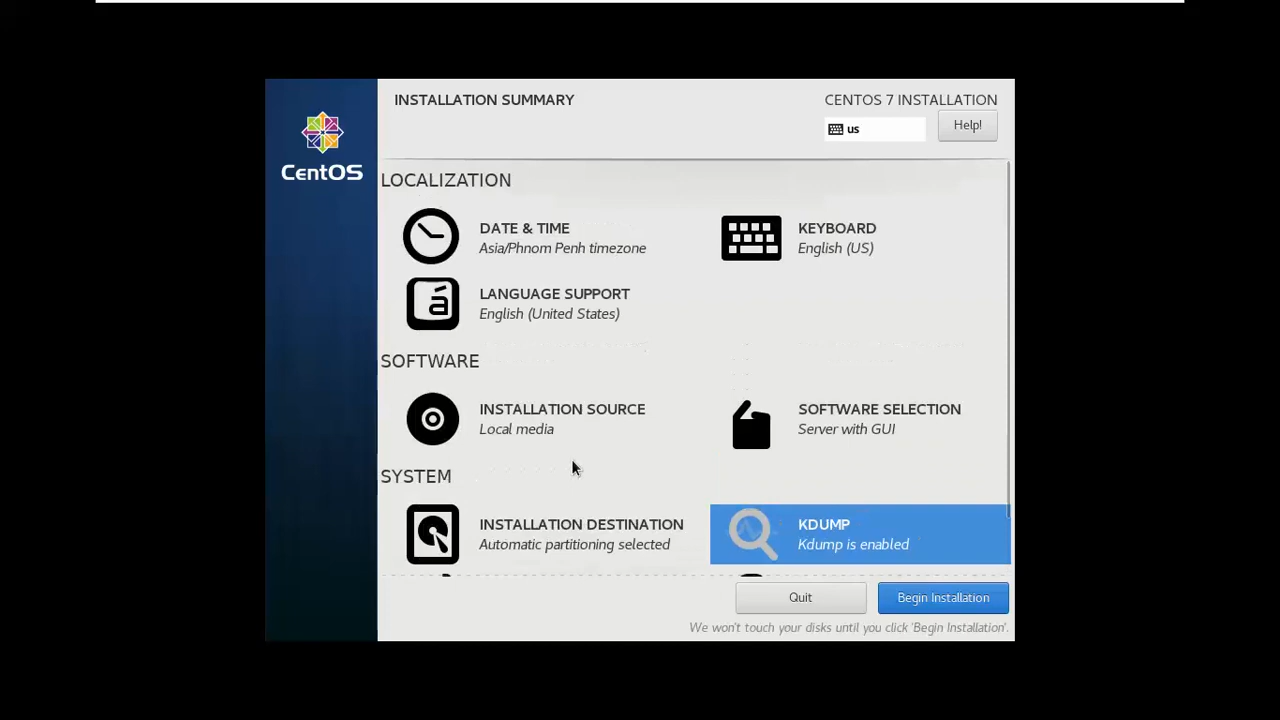 INSTALLATION SUMMARY
CENTOS 7 INSTALLATION
us
Help!
CentOS
LOCALIZATION
DATE & TIME
Asia/Phnom Penh timezone
KEYBOARD
English (US)
LANGUAGE SUPPORT
English (United States)
SOFTWARE
INSTALLATION SOURCE
Local media
SOFTWARE SELECTION
Server with GUI
SYSTEM
INSTALLATION DESTINATION
Automatic partitioning selected
KDUMP
Kdump is enabled
Quit
Begin Installation
We won't touch your disks until you click 'Begin Installation'.